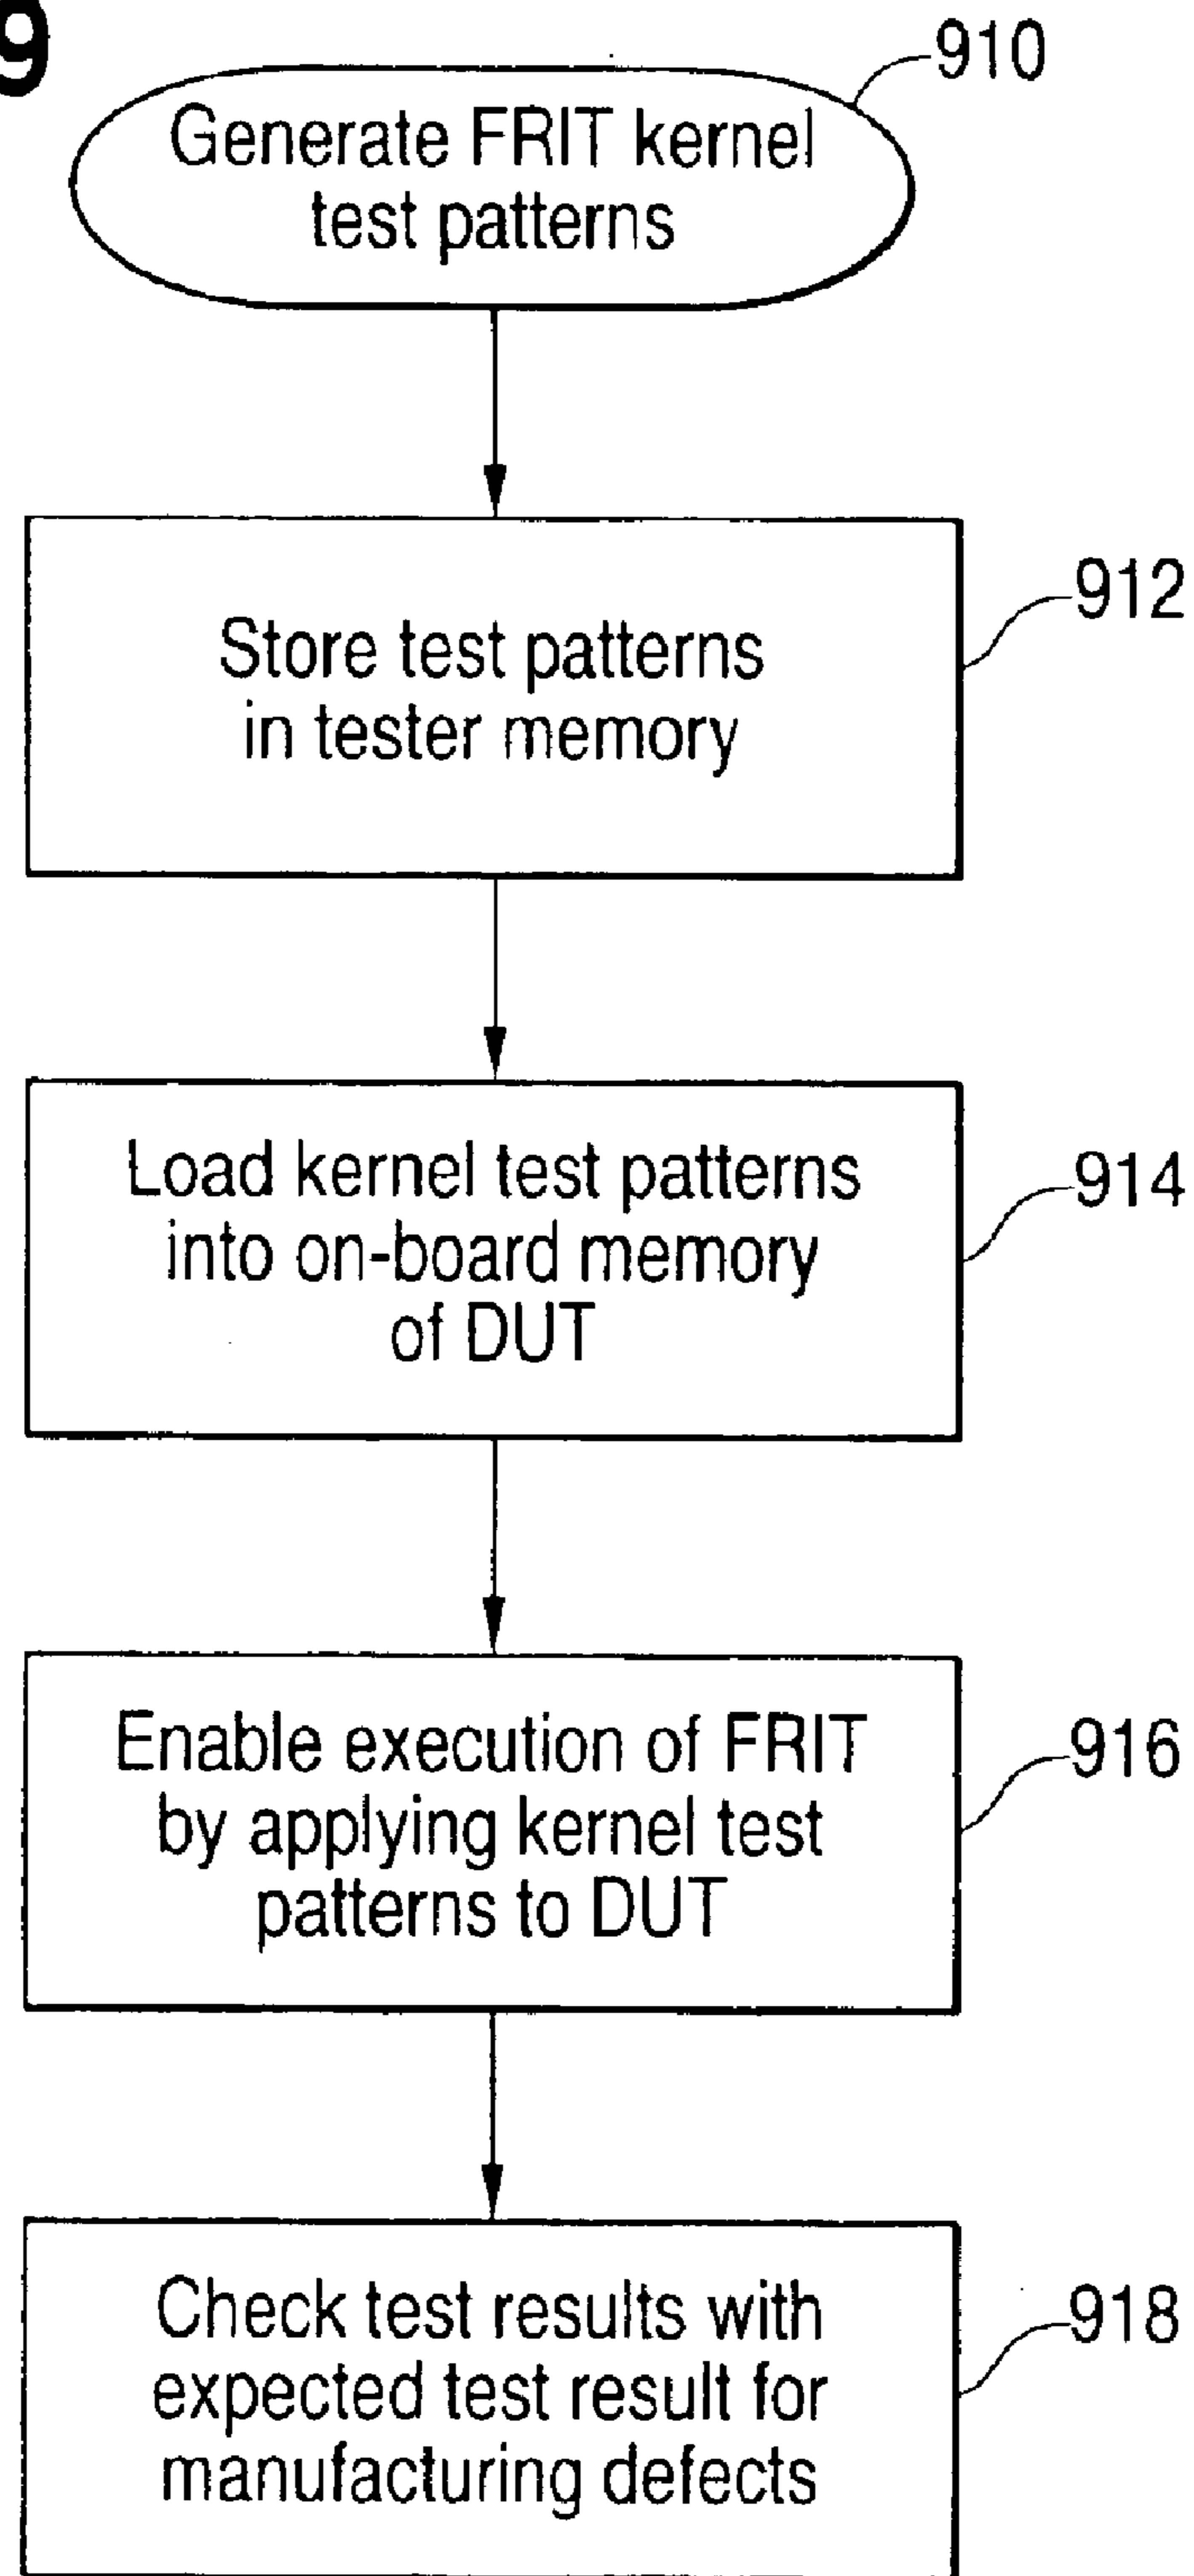 9
910
Generate FRIT kernel
test patterns
912
Store test patterns
in tester memory
914
Load kernel test patterns
into on-board memory
of DUT
916
Enable execution of FRIT
by applying kernel test
patterns to DUT
918
Check test results with
expected test result for
manufacturing defects